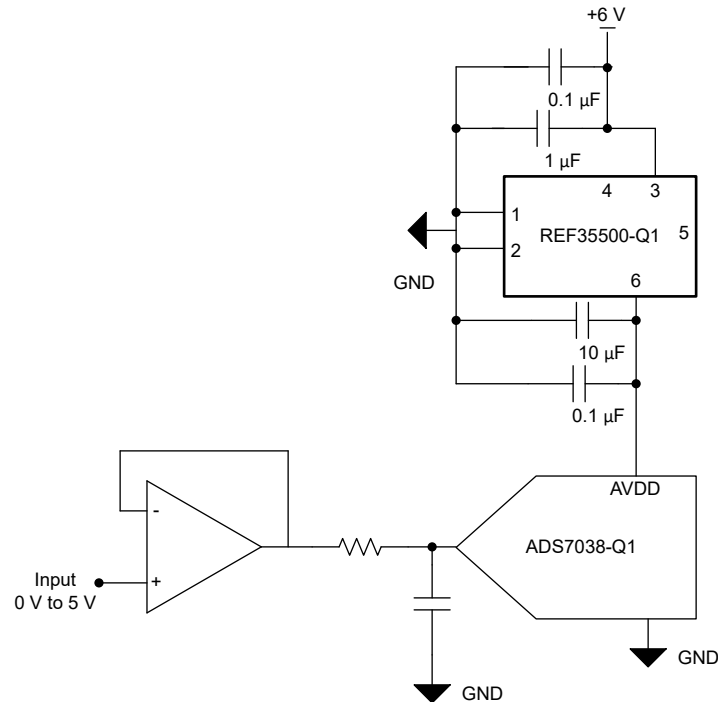 +6 V
0.1 µF
1 µF
4
3
1
REF35500-Q1
5
2
GND
6
10 µF
0.1 µF
AVDD
-
ADS7038-Q1
Input
+
0 V to 5 V
GND
GND